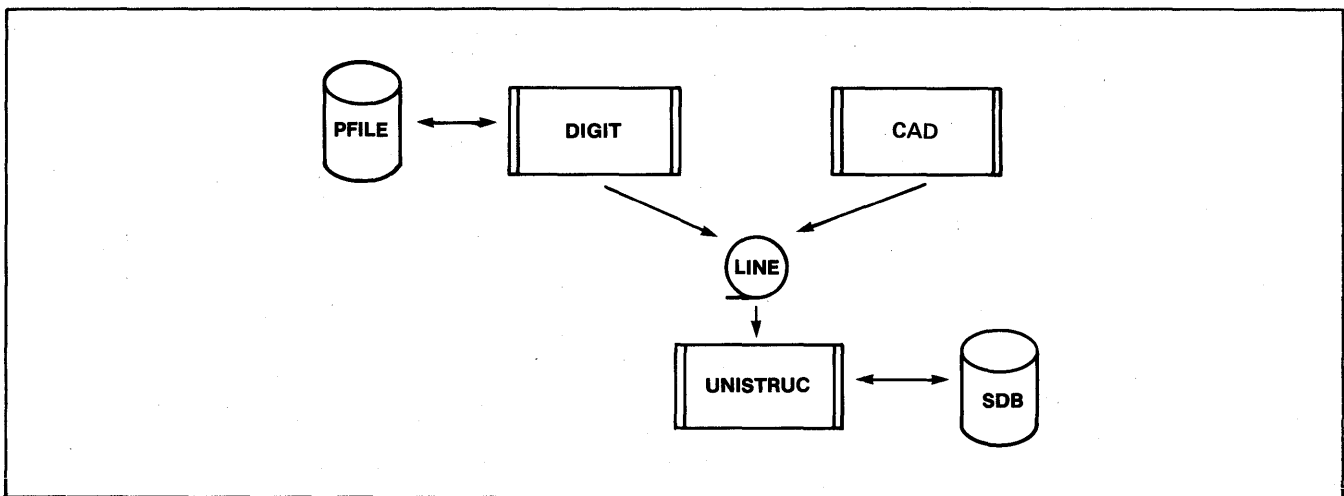 PFILE
DIGIT
CAD
LINE
UNISTRUC
SDB